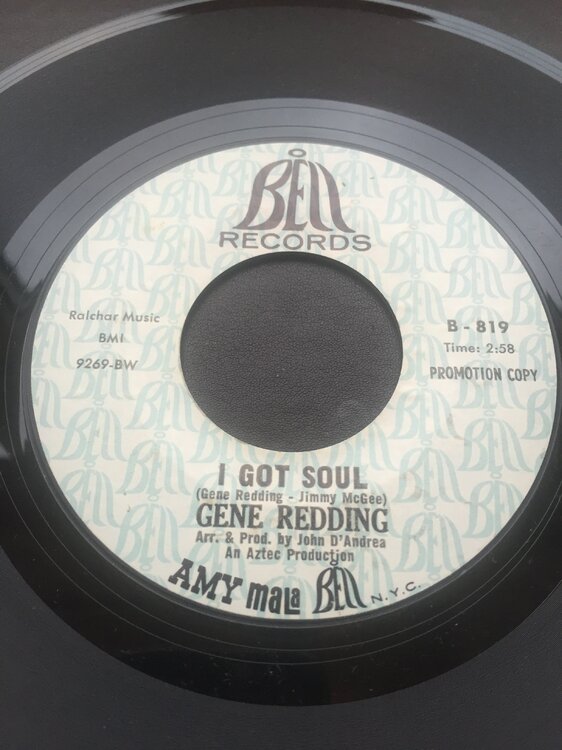 BELL
RECORDS
Ralchar Music
BMI
9269-BW
B - 819
Time: 2:58
PROMOTION COPY
I GOT SOUL
(Gene Redding - Jimmy McGee)
GENE REDDING
Arr. & Prod. by John D'Andrea
An Aztec Production
AMY mala BELL N.Y.C.